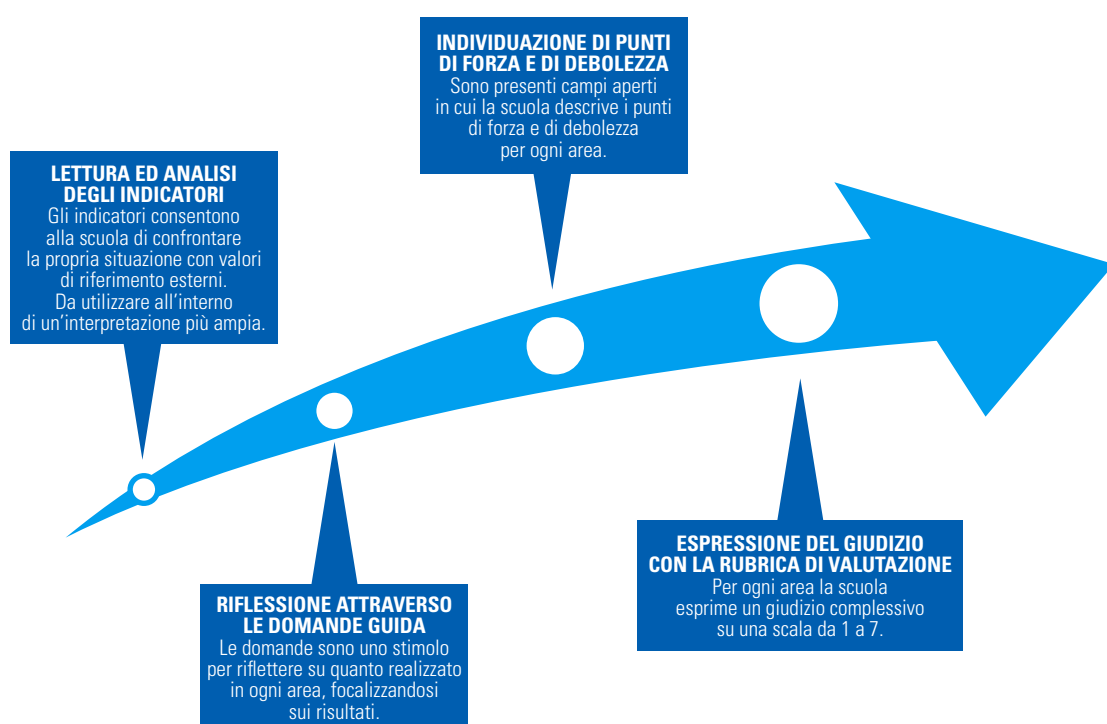 LETTURA ED ANALISI
DEGLI INDICATORI
Gli indicatori consentono
alla scuola di confrontare
la propria situazione con valori
di riferimento esterni.
Da utilizzare all’interno
di un’interpretazione più ampia.
RIFLESSIONE ATTRAVERSO
LE DOMANDE GUIDA
Le domande sono uno stimolo
per riflettere su quanto realizzato
in ogni area, focalizzandosi
sui risultati.
INDIVIDUAZIONE DI PUNTI
DI FORZA E DI DEBOLEZZA
Sono presenti campi aperti
in cui la scuola descrive i punti
di forza e di debolezza
per ogni area.
ESPRESSIONE DEL GIUDIZIO
CON LA RUBRICA DI VALUTAZIONE
Per ogni area la scuola
esprime un giudizio complessivo
su una scala da 1 a 7.